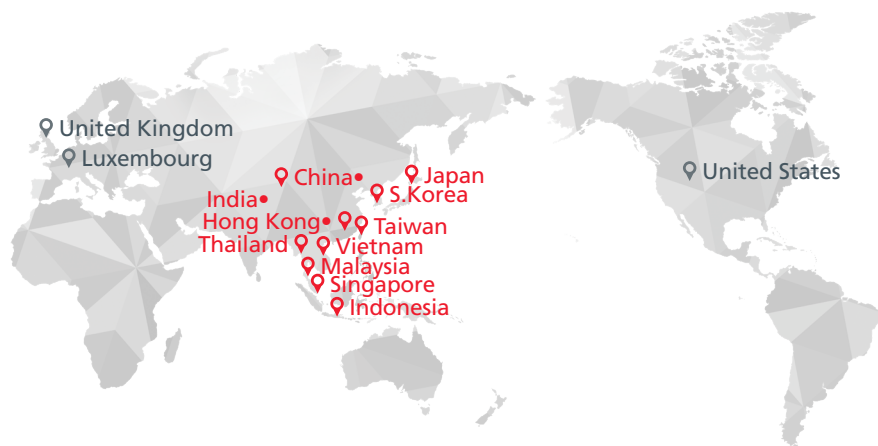 United Kingdom
Luxembourg
China
Japan
United States
S.Korea
India
Hong Kong
Taiwan
Thailand
Vietnam
Malaysia
Singapore
Indonesia